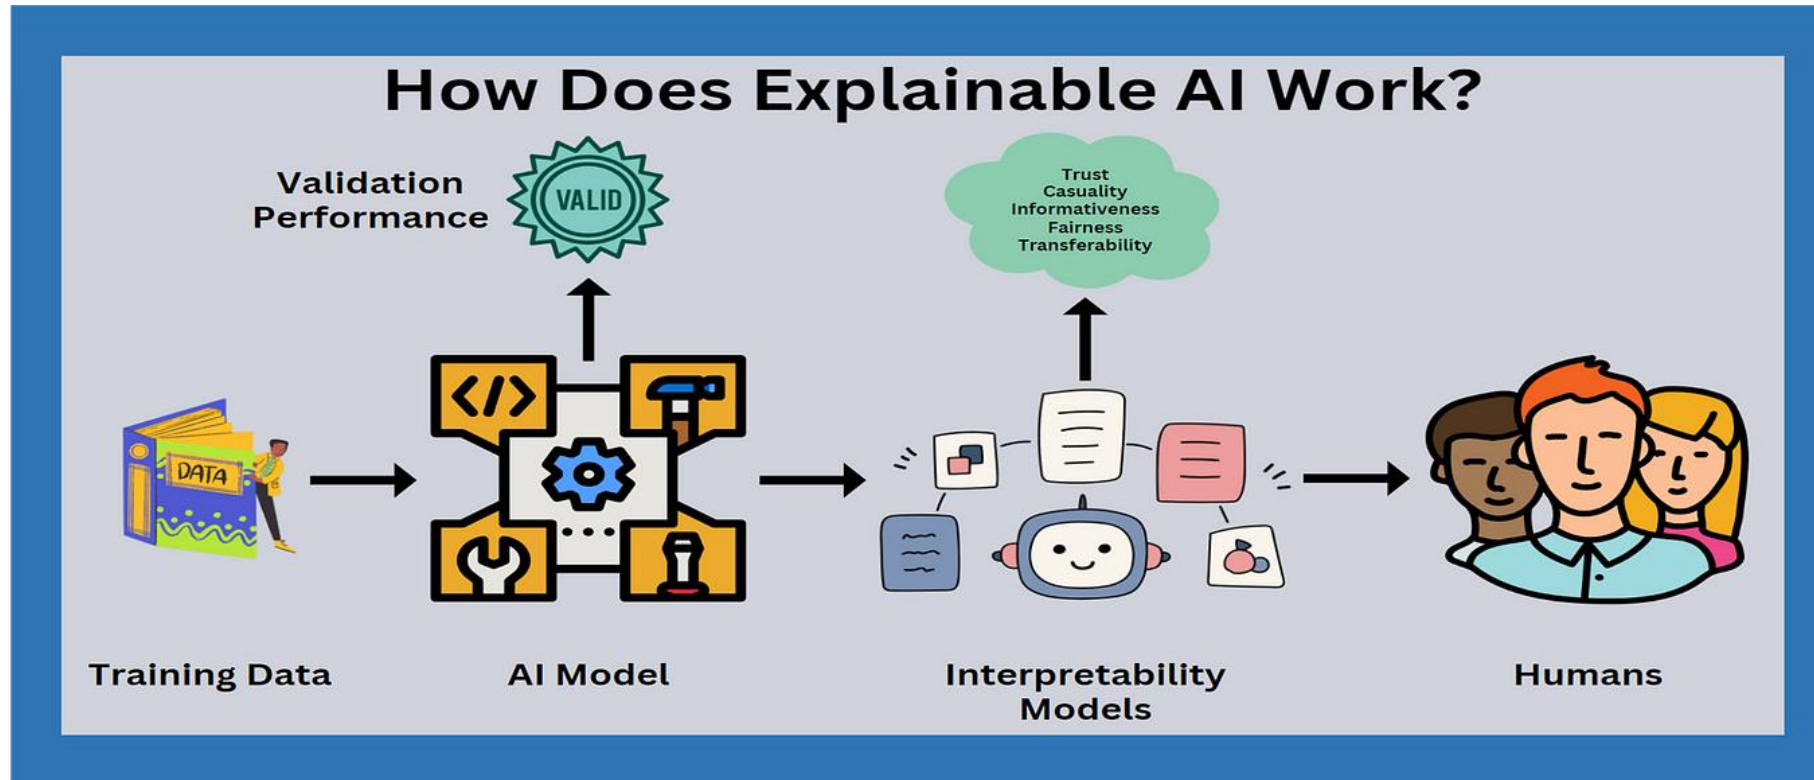 How Does Explainable AI Work?
Validation
Performance
VALID
Trust
Casuality
Informativeness
Fairness
Transferability
</>
DATA
Training Data
AI Model
Interpretability
Models
Humans